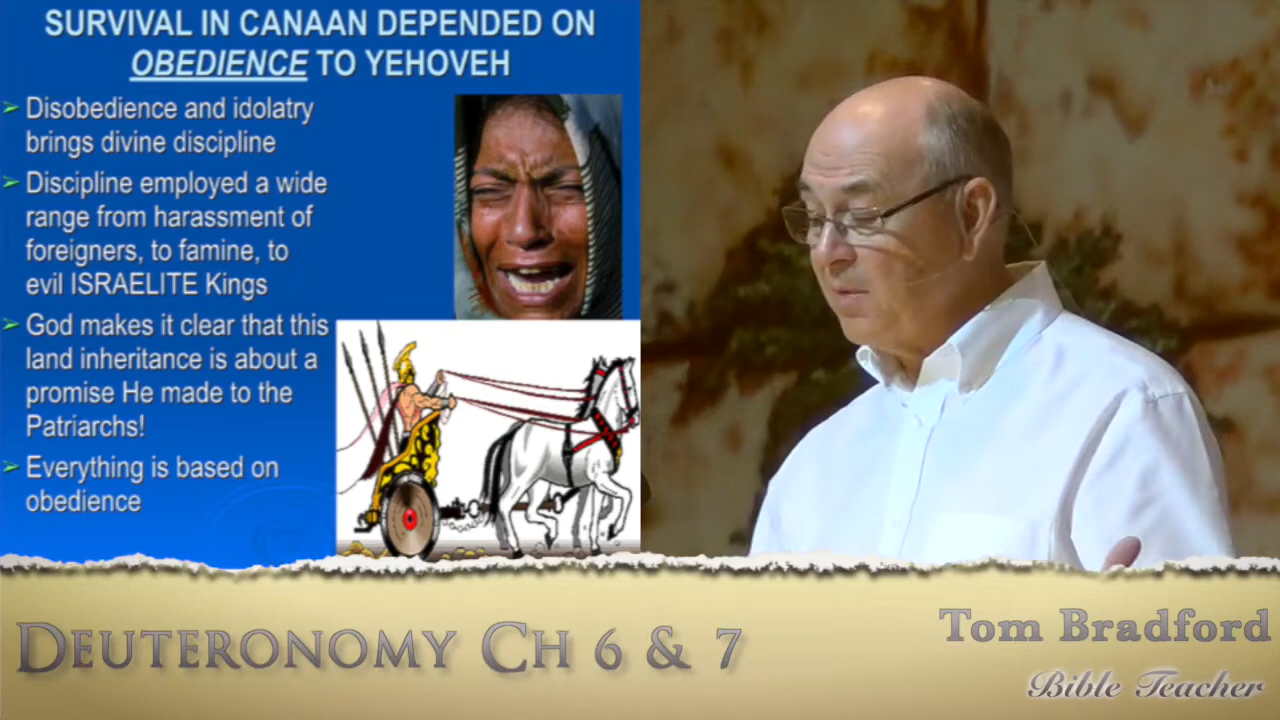 SURVIVAL IN CANAAN DEPENDED ON
OBEDIENCE TO YEHOVEH
➢ Disobedience and idolatry
brings divine discipline
➢ Discipline employed a wide
range from harassment of
foreigners, to famine, to
evil ISRAELITE Kings
➢ God makes it clear that this
land inheritance is about a
promise He made to the
Patriarchs!
➢ Everything is based on
obedience
DEUTERONOMY CH 6 & 7
Tom Bradford
Bible Teacher